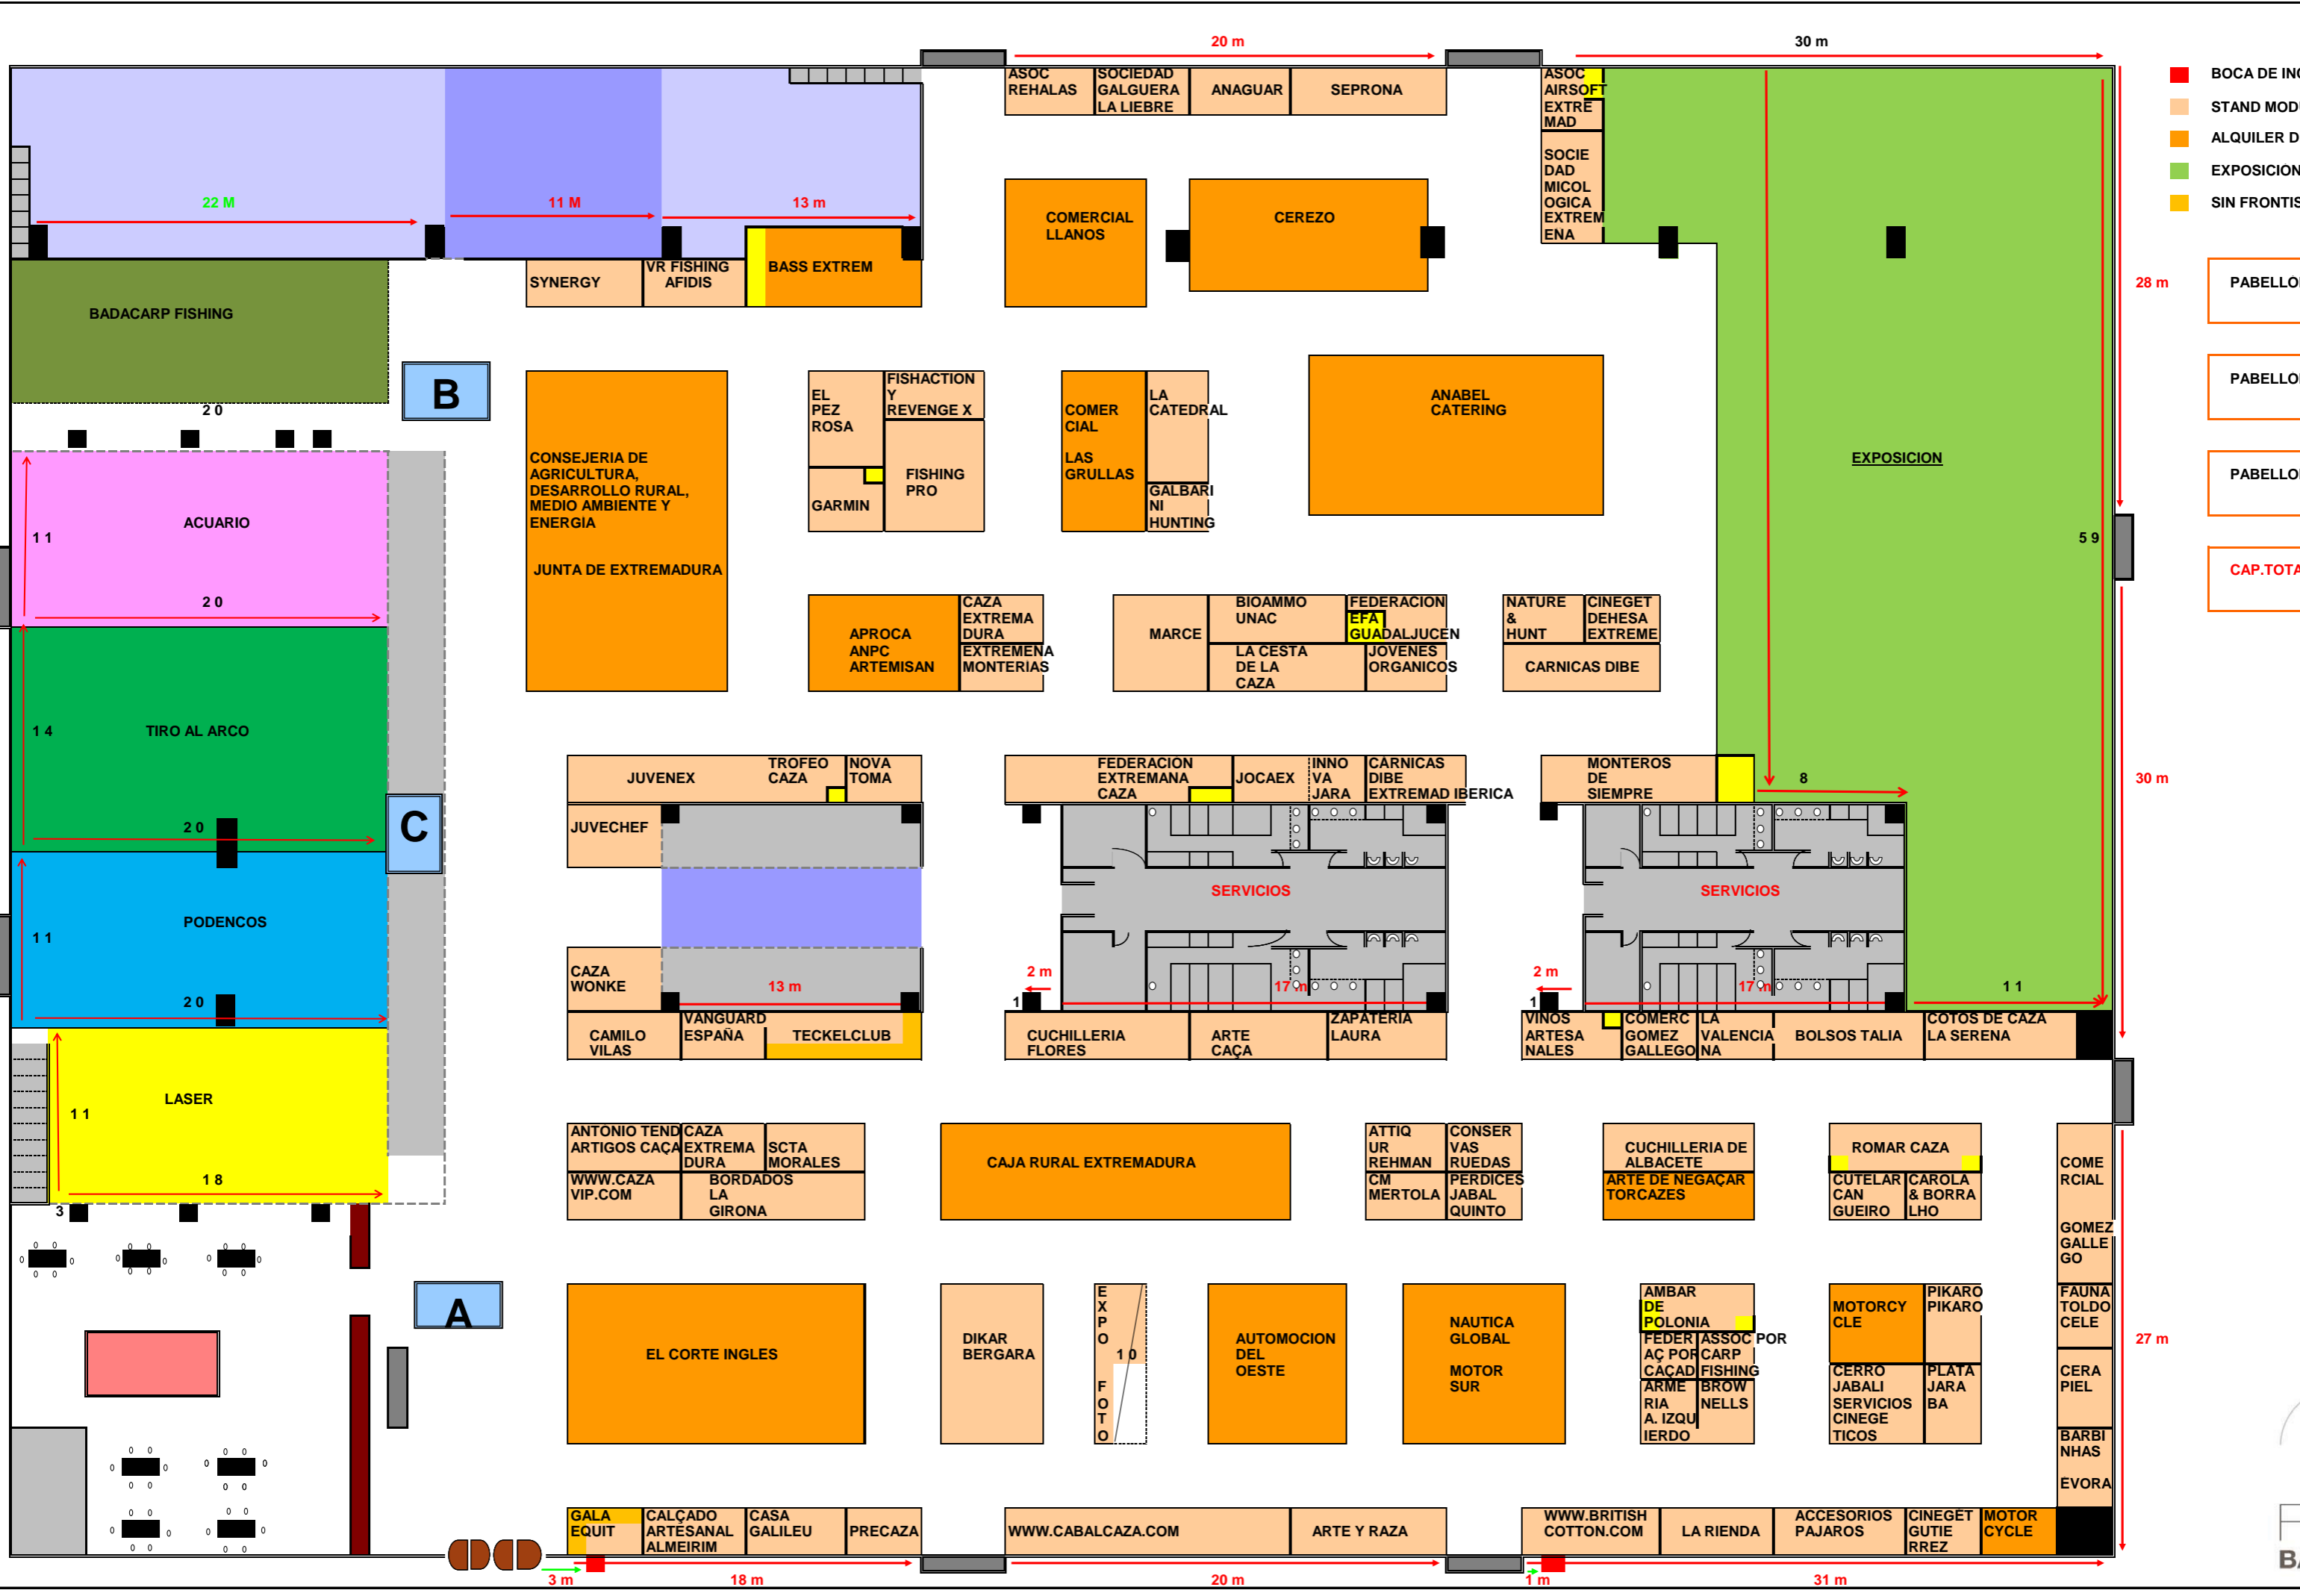 20 m
30 m
ASOC
REHALAS
SOCIEDAD
GALGUERA
LA LIEBRE
ANAGUAR
SEPRONA
ASOC
AIRSOFT
EXTRE
MAD
SOCIE
DAD
MICOL
OGICA
EXTREM
ENA
BOCA DE
STAND
ALQUILER
EXPOSICION
SIN
22 M
11 M
13 m
COMERCIAL
LLANOS
CEREZO
SYNERGY
VR FISHING
AFIDIS
BASS EXTREM
BADACARP FISHING
28 m
B
20
CONSEJERIA DE
AGRICULTURA,
DESARROLLO RURAL,
MEDIO AMBIENTE Y
ENERGIA
JUNTA DE EXTREMADURA
EL
PEZ
ROSA
FISHACTION
Y
REVENGE X
GARMIN
FISHING
PRO
COMER
CIAL
LAS
GRULLAS
LA
CATEDRAL
GALBARI
NI
HUNTING
ANABEL
CATERING
EXPOSICION
59
ACUARIO
11
20
APROCA
ANPC
ARTEMISAN
CAZA
EXTREMA
DURA
EXTREMEÑA
MONTERIAS
MARCE
BIOAMMO
UNAC
FEDERACION
EFA
GUADALJUCEN
LA CESTA
DE LA
CAZA
JOVENES
ORGANICOS
NATURE
&
HUNT
CINEGET
DEHESA
EXTREME
CARNICAS DIBE
TIRO AL ARCO
14
20
C
JUVENEX
TROFEO
CAZA
NOVA
TOMA
JUVECHEF
FEDERACION
EXTREMANA
CAZA
JOCAEX
INNO
VA
JARA
CARNICAS
DIBE
EXTREMAD IBERICA
MONTEROS
DE
SIEMPRE
8
30 m
SERVICIOS
SERVICIOS
PODENCOS
11
20
CAZA
WONKE
13 m
2 m
1
17 m
2 m
1
17 m
11
CAMILO
VILAS
VANGUARD
ESPAÑA
TECKELCLUB
CUCHILLERIA
FLORES
ARTE
CAÇA
ZAPATERIA
LAURA
VINOS
ARTESA
NALES
COMERC
GOMEZ
GALLEGO
LA
VALENCIA
NA
BOLSOS TALIA
COTOS DE CAZA
LA SERENA
LASER
11
18
3
ANTONIO TEND
ARTIGOS CAÇA
CAZA
EXTREMA
DURA
SCTA
MORALES
WWW.CAZA
VIP.COM
BORDADOS
LA
GIRONA
CAJA RURAL EXTREMADURA
ATTIQ
UR
REHMAN
CONSER
VAS
RUEDAS
CM
MERTOLA
PERDICES
JABAL
QUINTO
CUCHILLERIA DE
ALBACETE
ARTE DE NEGAÇAR
TORCAZES
ROMAR CAZA
CUTELAR
CAN
GUEIRO
CAROLA
& BORRA
LHO
COME
RCIAL
GOMEZ
GALLE
GO
A
EL CORTE INGLES
DIKAR
BERGARA
EXPO FOTO
10
AUTOMOCION
DEL
OESTE
NAUTICA
GLOBAL
MOTOR
SUR
AMBAR
DE
POLONIA
FEDER
AÇ POR
CAÇAD
ASSOC POR
CARP
FISHING
ARME
RIA
A. IZQU
IERDO
BROW
NELLS
MOTORCY
CLE
PIKARO
PIKARO
CERRO
JABALI
SERVICIOS
CINEGE
TICOS
PLATA
JARA
BA
FAUNA
TOLDO
CELE
CERA
PIEL
BARBI
NHAS
ÉVORA
27 m
GALA
EQUIT
CALÇADO
ARTESANAL
ALMEIRIM
CASA
GALILEU
PRECAZA
WWW.CABALCAZA.COM
ARTE Y RAZA
WWW.BRITISH
COTTON.COM
LA RIENDA
ACCESORIOS
PAJAROS
CINEGET
GUTIE
RREZ
MOTOR
CYCLE
3 m
18 m
20 m
1 m
31 m